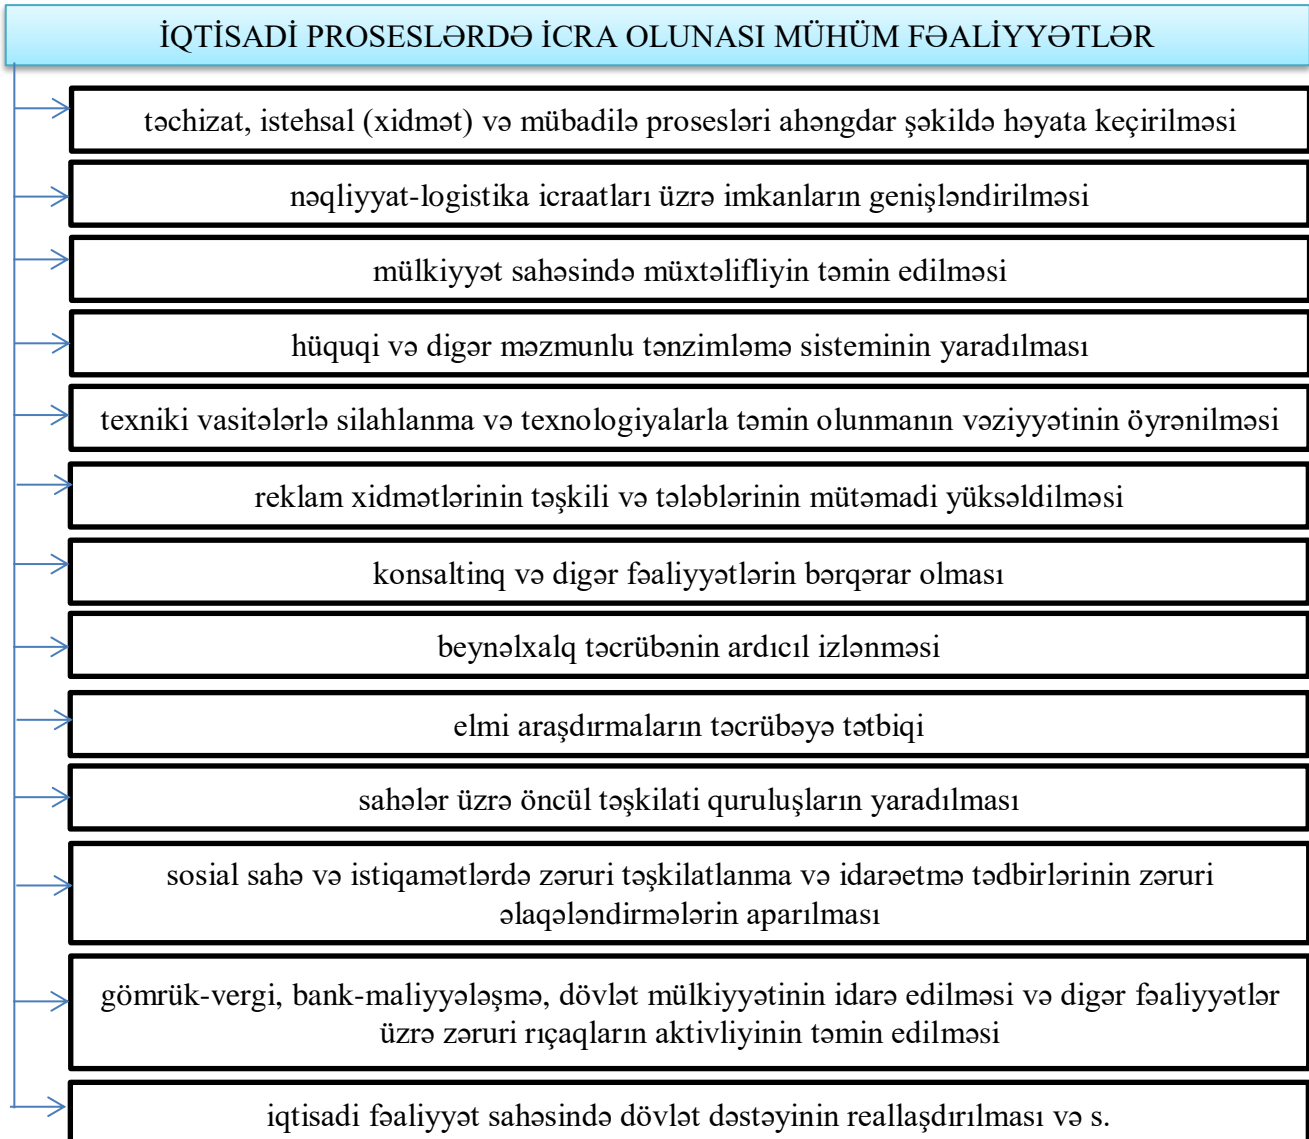 İQTİSADİ PROSESLƏRDƏ İCRA OLUNASI MÜHÜM FƏALİYYƏTLƏR
təchizat, istehsal (xidmət) və mübadilə prosesləri ahəngdar şəkildə həyata keçirilməsi
nəqliyyat-logistika icraatları üzrə imkanların genişləndirilməsi
mülkiyyət sahəsində müxtəlifliyin təmin edilməsi
hüquqi və digər məzmunlu tənzimləmə sisteminin yaradılması
texniki vasitələrlə silahlanma və texnologiyalarla təmin olunmanın vəziyyətinin öyrənilməsi
reklam xidmətlərinin təşkili və tələblərinin mütəmadi yüksəldilməsi
konsaltinq və digər fəaliyyətlərin bərqərar olması
beynəlxalq təcrübənin ardıcıl izlənməsi
elmi araşdırmaların təcrübəyə tətbiqi
sahələr üzrə öncül təşkilati quruluşların yaradılması
sosial sahə və istiqamətlərdə zəruri təşkilatlanma və idarəetmə tədbirlərinin zəruri
əlaqələndirmələrin aparılması
gömrük-vergi, bank-maliyyələşmə, dövlət mülkiyyətinin idarə edilməsi və digər fəaliyyətlər
üzrə zəruri rıçaqların aktivliyinin təmin edilməsi
iqtisadi fəaliyyət sahəsində dövlət dəstəyinin reallaşdırılması və s.